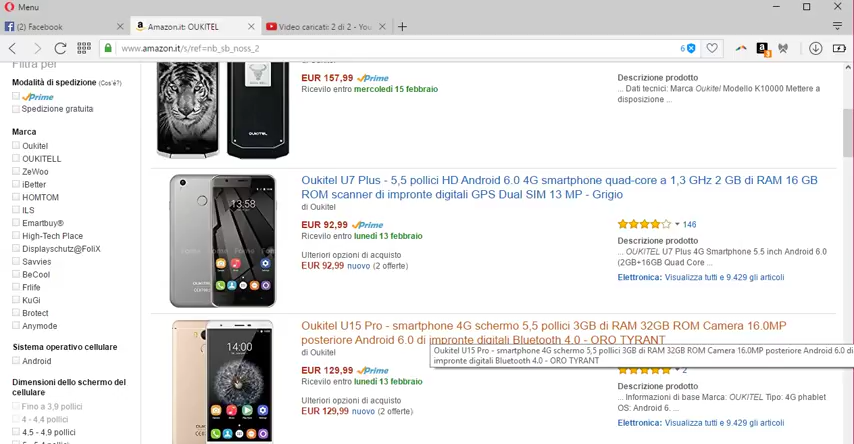 Menu
(2) Facebook
Amazon.it: OUKITEL
Video caricati: 2 di 2 - You
www.amazon.it/s/ref=nb_sb_noss_2
6
Filtra per
Modalità di spedizione (Cos'è?)
Prime
Spedizione gratuita
Marca
Oukitel
OUKITELL
ZeWoo
iBetter
HOMTOM
ILS
Emartbuy®
High-Tech Place
Displayschutz@FoliX
Savvies
BeCool
Frlife
KuGi
Brotect
Anymode
Sistema operativo cellulare
Android
Dimensioni dello schermo del
cellulare
Fino a 3,9 pollici
4 - 4,4 pollici
4,5 - 4,9 pollici
OUKITEL
di Oukitel
EUR 157,99 Prime
Ricevilo entro mercoledì 15 febbraio
Descrizione prodotto
... Dati tecnici: Marca Oukitel Modello K10000 Mettere a
disposizione ...
13:58
Oukitel U7 Plus - 5,5 pollici HD Android 6.0 4G smartphone quad-core a 1,3 GHz 2 GB di RAM 16 GB
ROM scanner di impronte digitali GPS Dual SIM 13 MP - Grigio
di Oukitel
EUR 92,99 Prime
Ricevilo entro lunedì 13 febbraio
Ulteriori opzioni di acquisto
EUR 92,99 nuovo (2 offerte)
146
Descrizione prodotto
... OUKITEL U7 Plus 4G Smartphone 5.5 inch Android 6.0
(2GB+16GB Quad Core ...
Elettronica: Visualizza tutti e 9.429 gli articoli
Oukitel U15 Pro - smartphone 4G schermo 5,5 pollici 3GB di RAM 32GB ROM Camera 16.0MP
posteriore Android 6.0 di impronte digitali Bluetooth 4.0 - ORO TYRANT
di Oukitel
Oukitel U15 Pro - smartphone 4G schermo 5,5 pollici 3GB di RAM 32GB ROM Camera 16.0MP posteriore Android 6.0 di
impronte digitali Bluetooth 4.0 - ORO TYRANT
EUR 129,99 Prime
Ricevilo entro lunedì 13 febbraio
Ulteriori opzioni di acquisto
EUR 129,99 nuovo (2 offerte)
2
Descrizione prodotto
... Informazioni di base Marca: OUKITEL Tipo: 4G phablet
OS: Android 6. ...
Elettronica: Visualizza tutti e 9.429 gli articoli